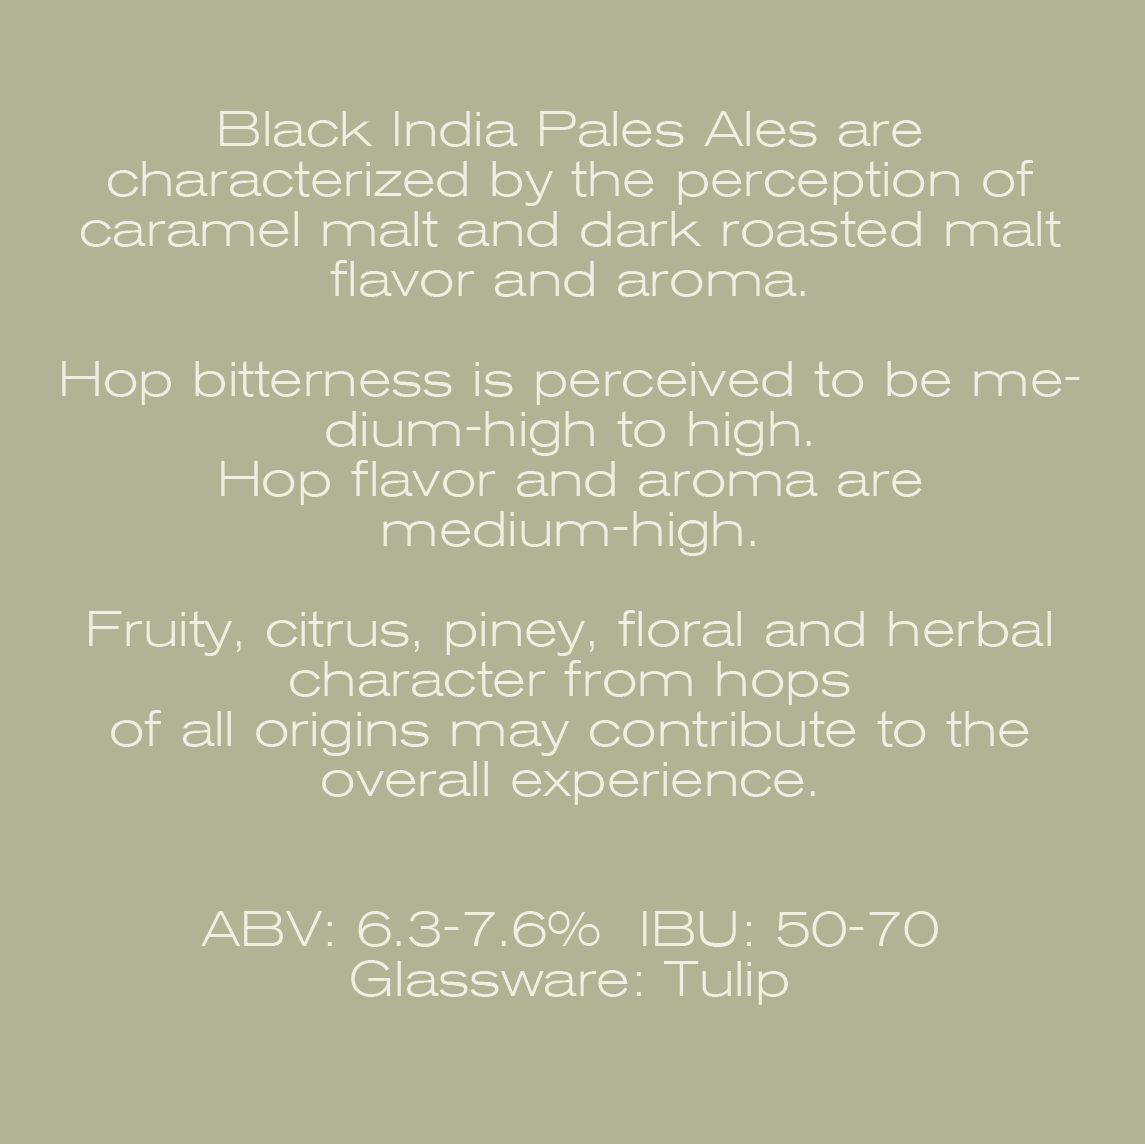 Black India Pales Ales are
characterized by the perception of
caramel malt and dark roasted malt
flavor and aroma.
Hop bitterness is perceived to be me-
dium-high to high.
Hop flavor and aroma are
medium-high.
Fruity, citrus, piney, floral and herbal
character from hops
of all origins may contribute to the
overall experience.
ABV: 6.3-7.6%  IBU: 50-70
Glassware: Tulip